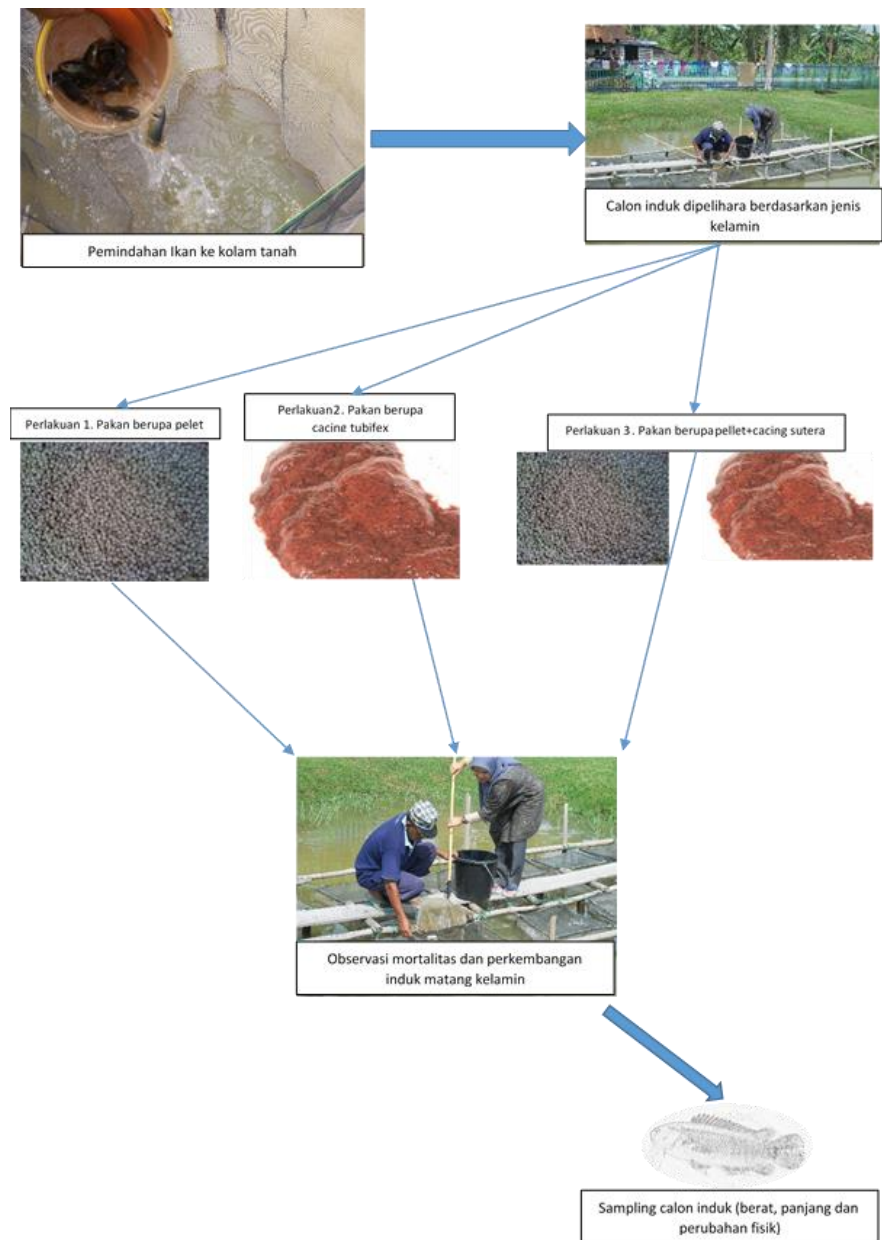 Pemindahan Ikan ke kolam tanah
Calon induk dipelihara berdasarkan jenis
kelamin
Perlakuan 1. Pakan berupa pelet
Perlakuan2. Pakan berupa
cacing tubifex
Perlakuan 3. Pakan berupapellet+cacing sutera
Observasi mortalitas dan perkembangan
induk matang kelamin
Sampling calon induk (berat, panjang dan
perubahan fisik)